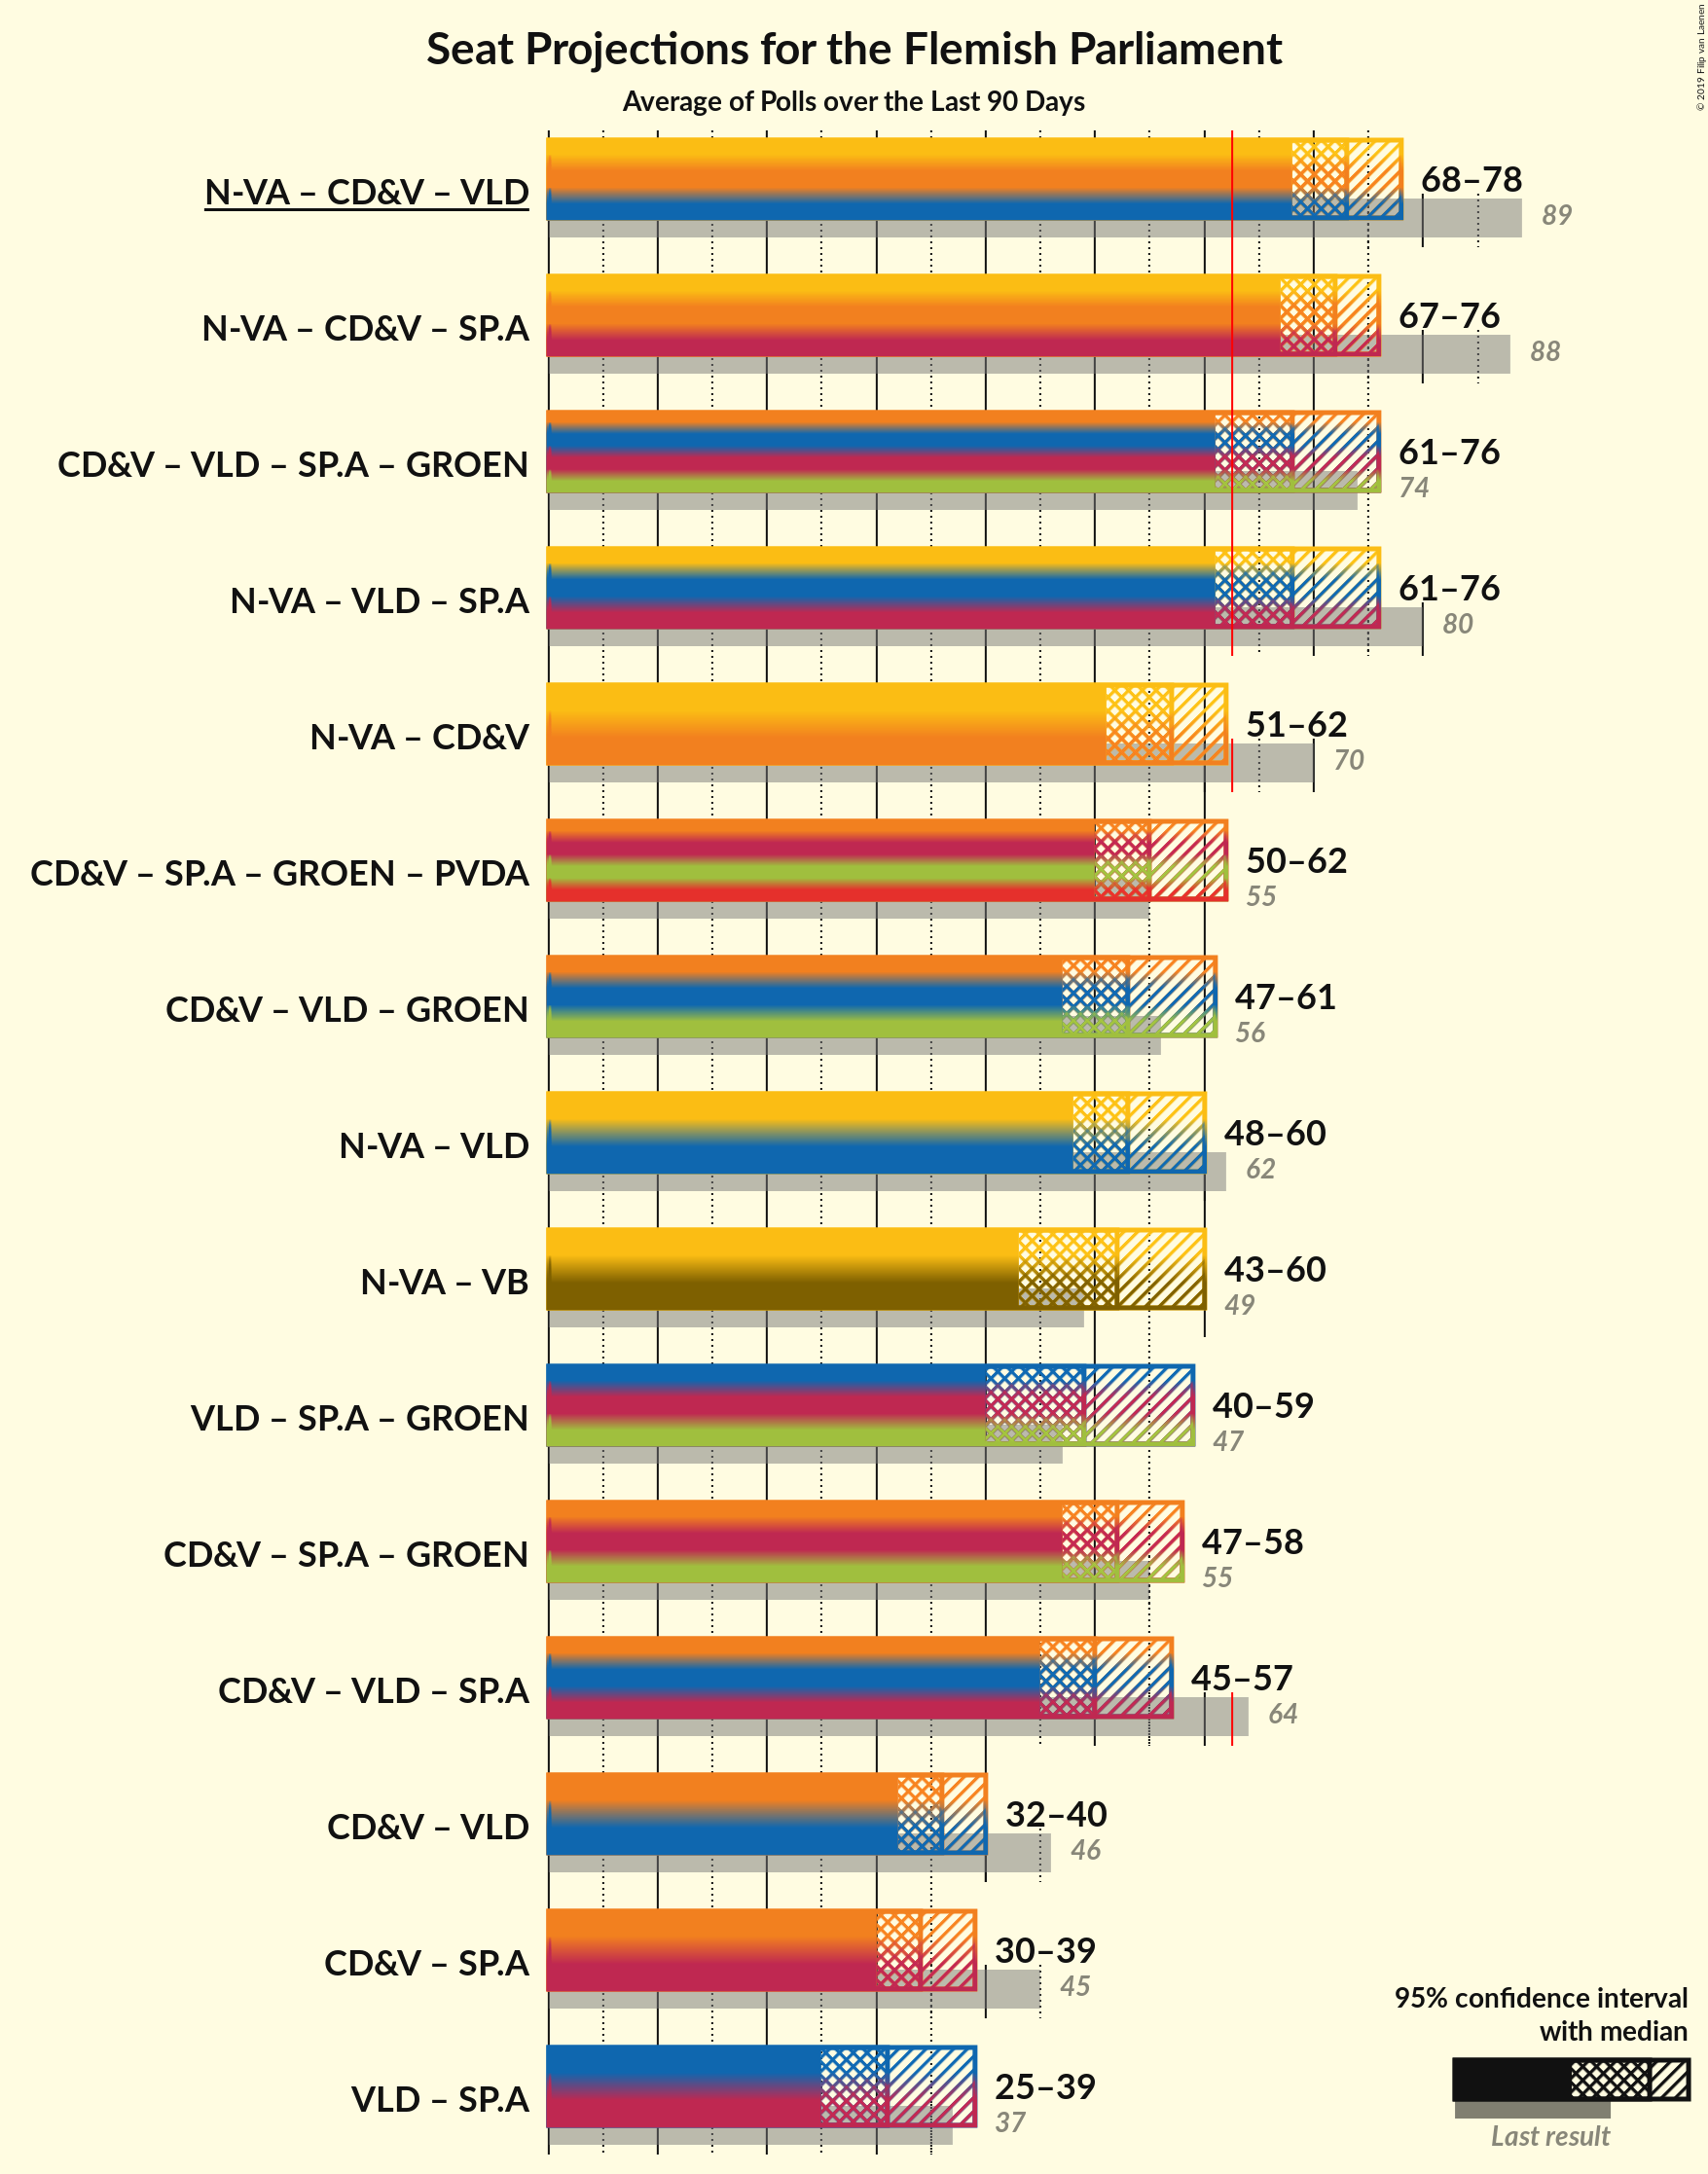 Seat Projections for the Flemish Parliament
Average of Polls over the Last 90 Days
© 2019 Filip van Laenen
N-VA – CD&V – VLD
68–78
89
N-VA – CD&V – SP.A
67–76
88
CD&V – VLD – SP.A – GROEN
61–76
74
N-VA – VLD – SP.A
61–76
80
N-VA – CD&V
51–62
70
CD&V – SP.A – GROEN – PVDA
50–62
55
CD&V – VLD – GROEN
47–61
56
N-VA – VLD
48–60
62
N-VA – VB
43–60
49
VLD – SP.A – GROEN
40–59
47
CD&V – SP.A – GROEN
47–58
55
CD&V – VLD – SP.A
45–57
64
CD&V – VLD
32–40
46
CD&V – SP.A
30–39
45
VLD – SP.A
25–39
37
95% confidence interval
with median
Last result